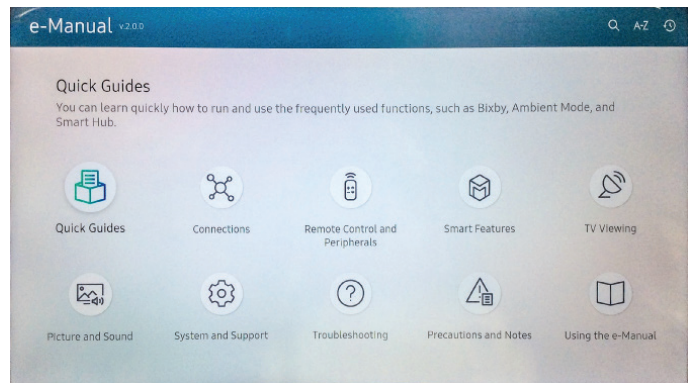 e-Manual v.2.0.0
A-Z
Quick Guides
You can learn quickly how to run and use the frequently used functions, such as Bixby, Ambient Mode, and
Smart Hub.
Quick Guides
Connections
Remote Control and
Peripherals
Smart Features
TV Viewing
Picture and Sound
System and Support
Troubleshooting
Precautions and Notes
Using the e-Manual